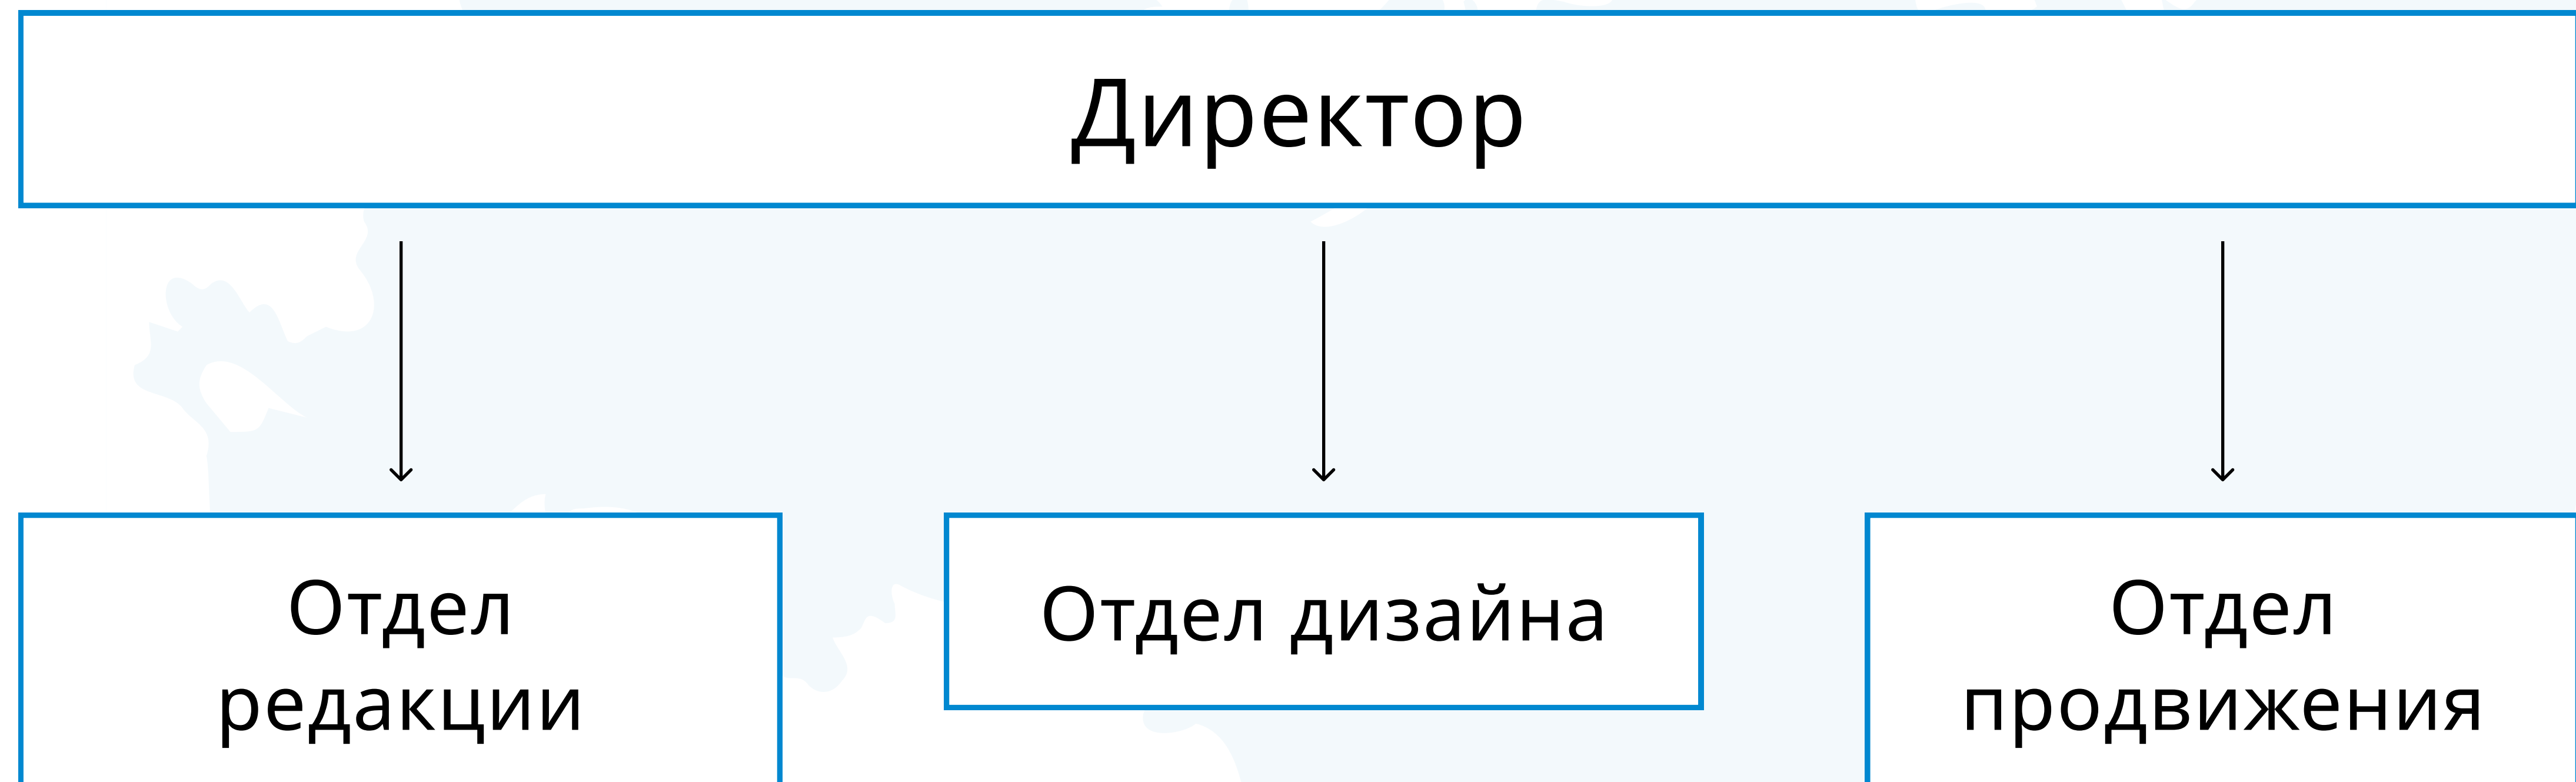 Директор
Отдел
редакции
Отдел дизайна
Отдел
продвижения